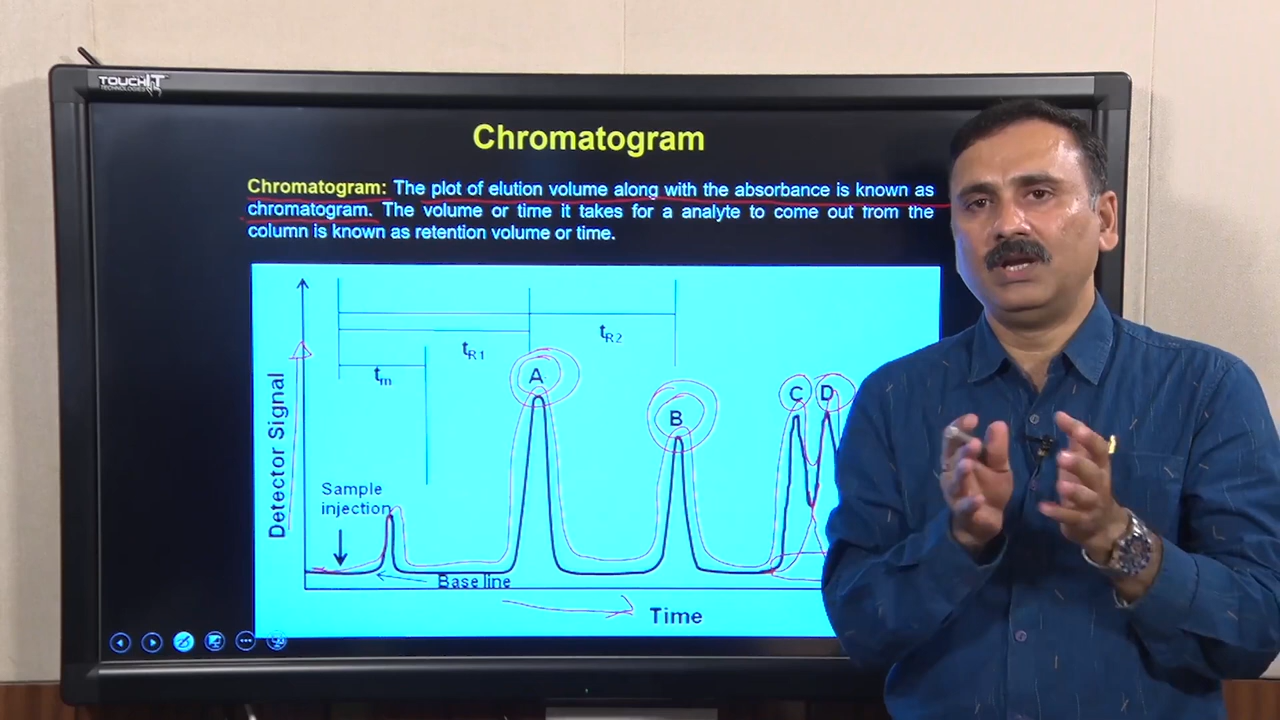 TOUCHIT
TECHNOLOGIES
Chromatogram
Chromatogram: The plot of elution volume along with the absorbance is known as
chromatogram. The volume or time it takes for a analyte to come out from the
column is known as retention volume or time.
tR2
tR1
tm
A
B
C D
Detector Signal
Sample
injection
Base line
Time